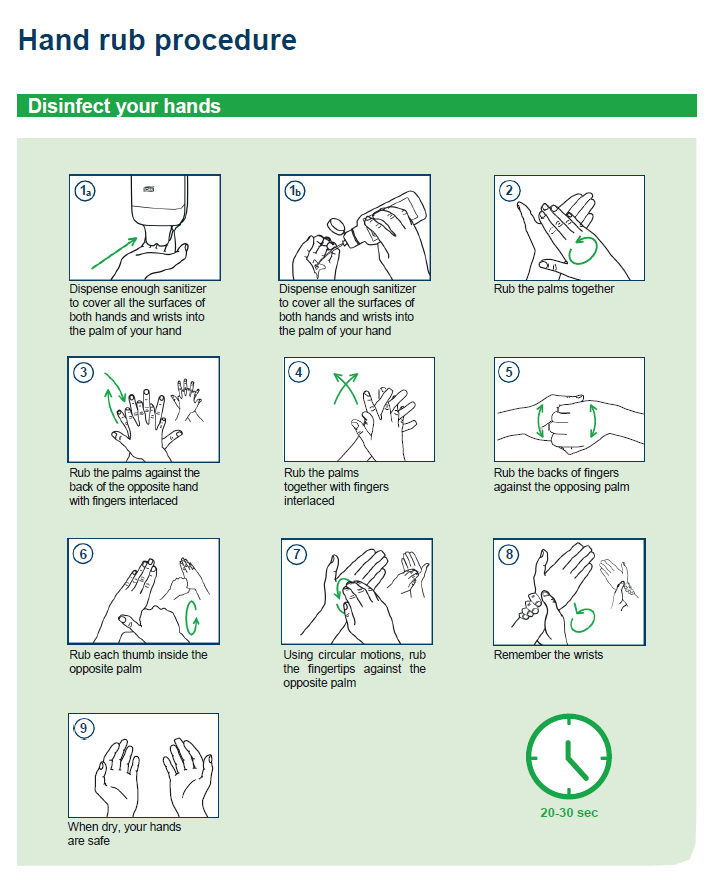 Hand rub procedure
Disinfect your hands
1a
Dispense enough sanitizer
to cover all the surfaces of
both hands and wrists into
the palm of your hand
1b
Dispense enough sanitizer
to cover all the surfaces of
both hands and wrists into
the palm of your hand
2
Rub the palms together
3
Rub the palms against the
back of the opposite hand
with fingers interlaced
4
Rub the palms
together with fingers
interlaced
5
Rub the backs of fingers
against the opposing palm
6
Rub each thumb inside the
opposite palm
7
Using circular motions, rub
the fingertips against the
opposite palm
8
Remember the wrists
9
When dry, your hands
are safe
20-30 sec